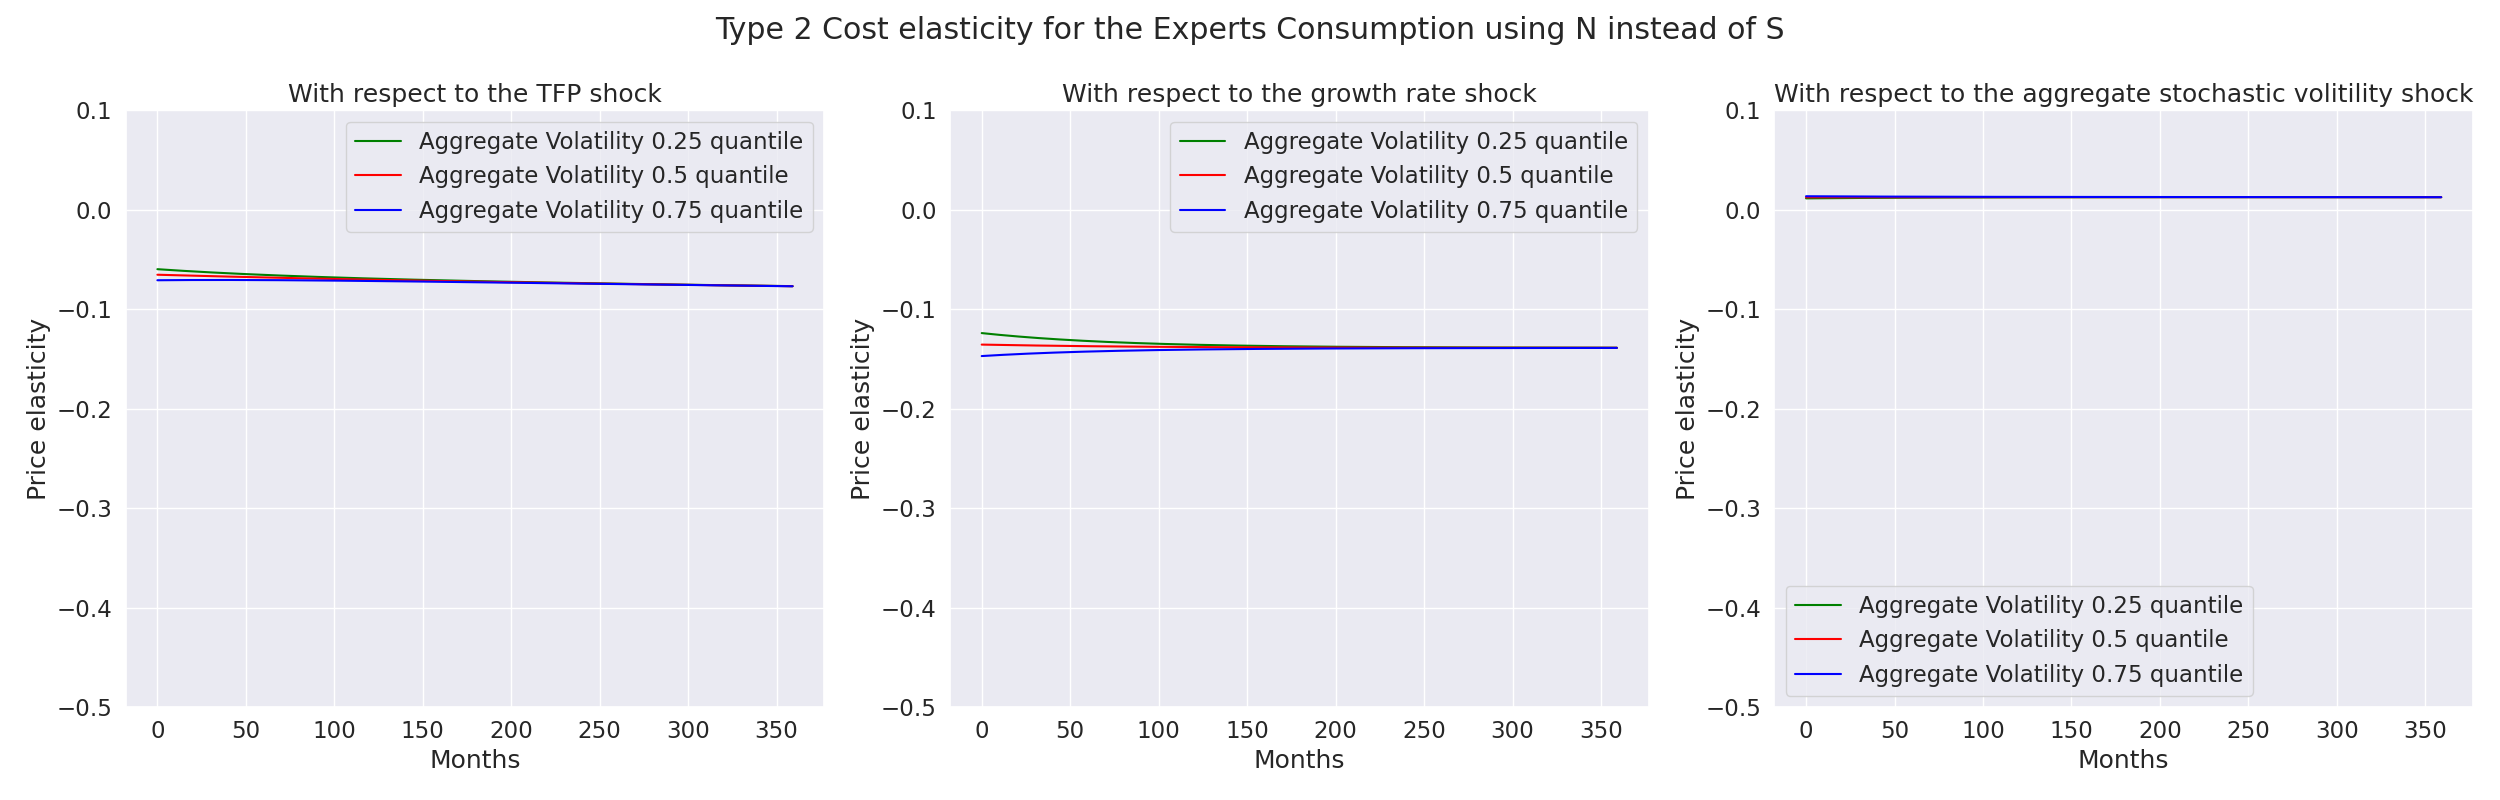 Type 2 Cost elasticity for the Experts Consumption using N instead of S
With respect to the TFP shock
0.1
0.0
−0.1
−0.2
−0.3
−0.4
−0.5
Price elasticity
Aggregate Volatility 0.25 quantile
Aggregate Volatility 0.5 quantile
Aggregate Volatility 0.75 quantile
0 50 100 150 200 250 300 350
Months
With respect to the growth rate shock
0.1
0.0
−0.1
−0.2
−0.3
−0.4
−0.5
Price elasticity
Aggregate Volatility 0.25 quantile
Aggregate Volatility 0.5 quantile
Aggregate Volatility 0.75 quantile
0 50 100 150 200 250 300 350
Months
With respect to the aggregate stochastic volitility shock
0.1
0.0
−0.1
−0.2
−0.3
−0.4
−0.5
Price elasticity
Aggregate Volatility 0.25 quantile
Aggregate Volatility 0.5 quantile
Aggregate Volatility 0.75 quantile
0 50 100 150 200 250 300 350
Months